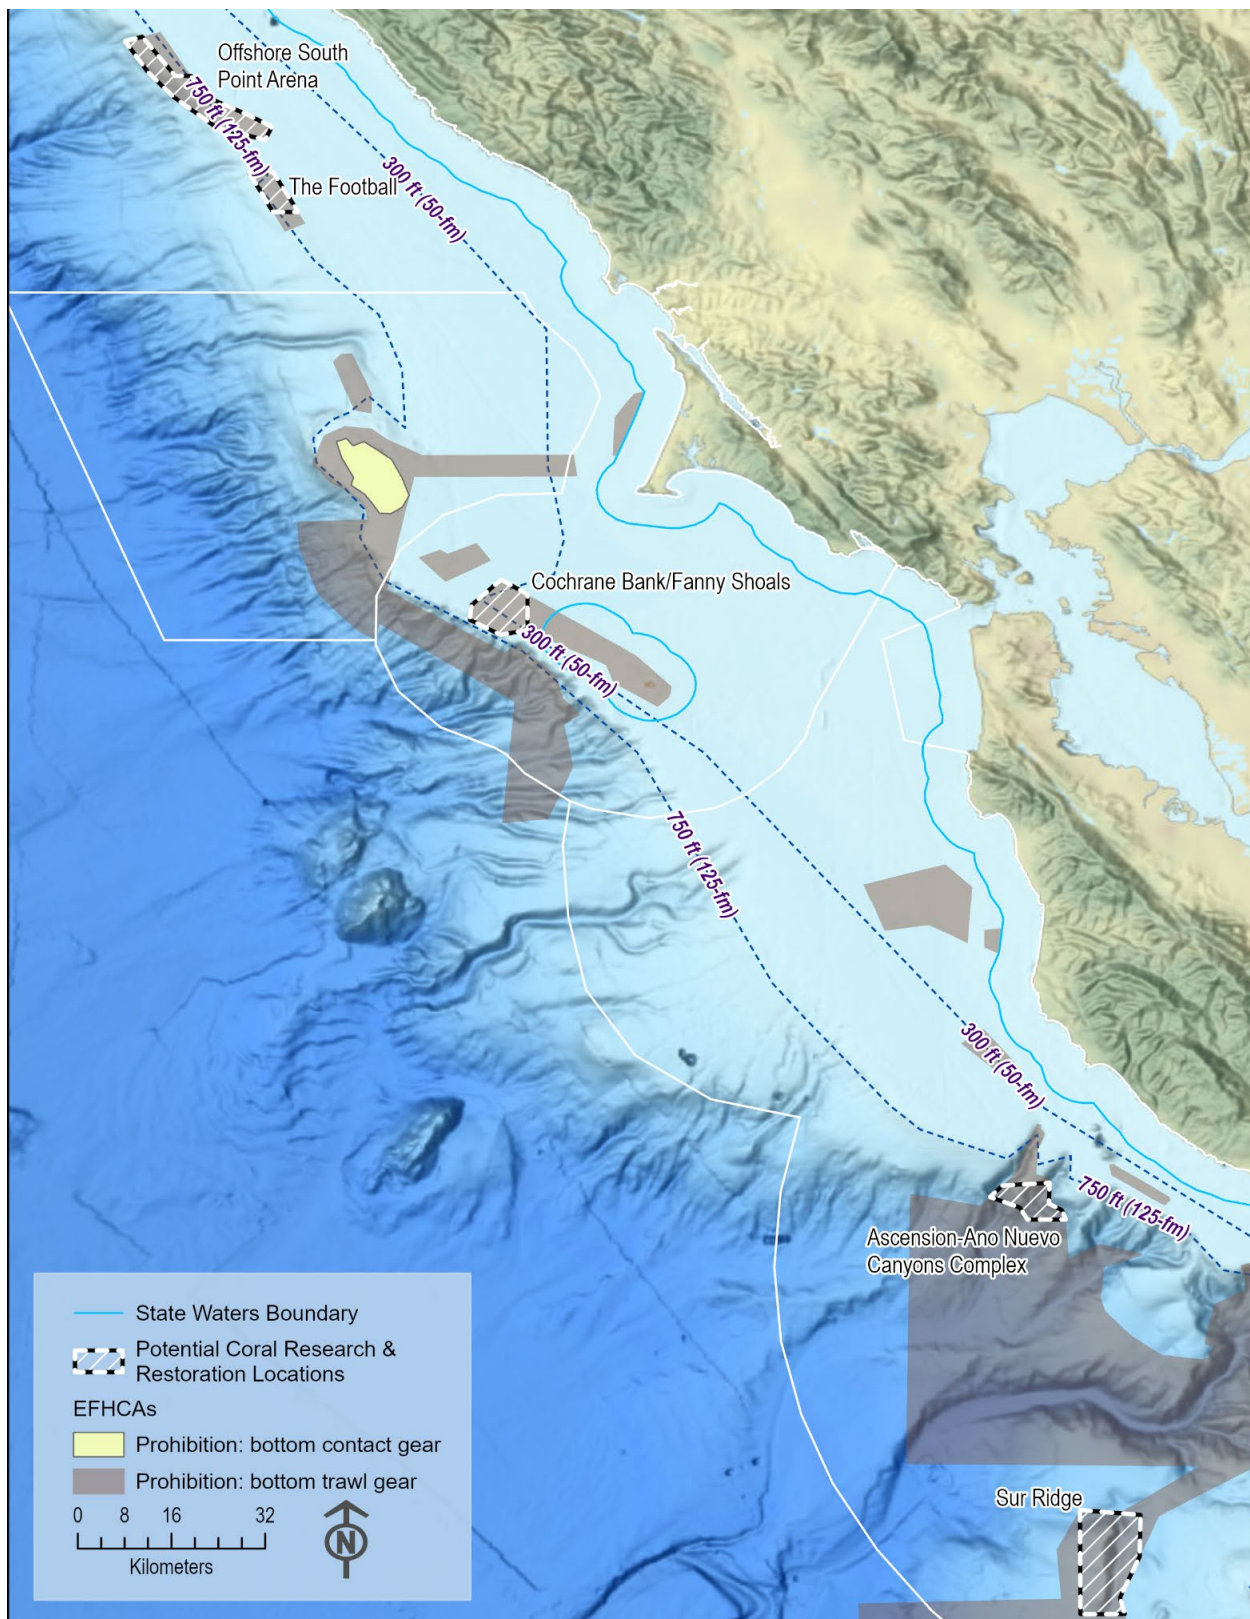 Offshore South
Point Arena
750 ft (125-fm)
300 ft (50-fm)
The Football
Cochrane Bank/Fanny Shoals
300 ft (50-fm)
750 ft (125-fm)
300 ft (50-fm)
750 ft (125-fm)
Ascension-Ano Nuevo
Canyons Complex
Sur Ridge
State Waters Boundary
Potential Coral Research &
Restoration Locations
EFHCAs
Prohibition: bottom contact gear
Prohibition: bottom trawl gear
0 8 16 32
Kilometers
N